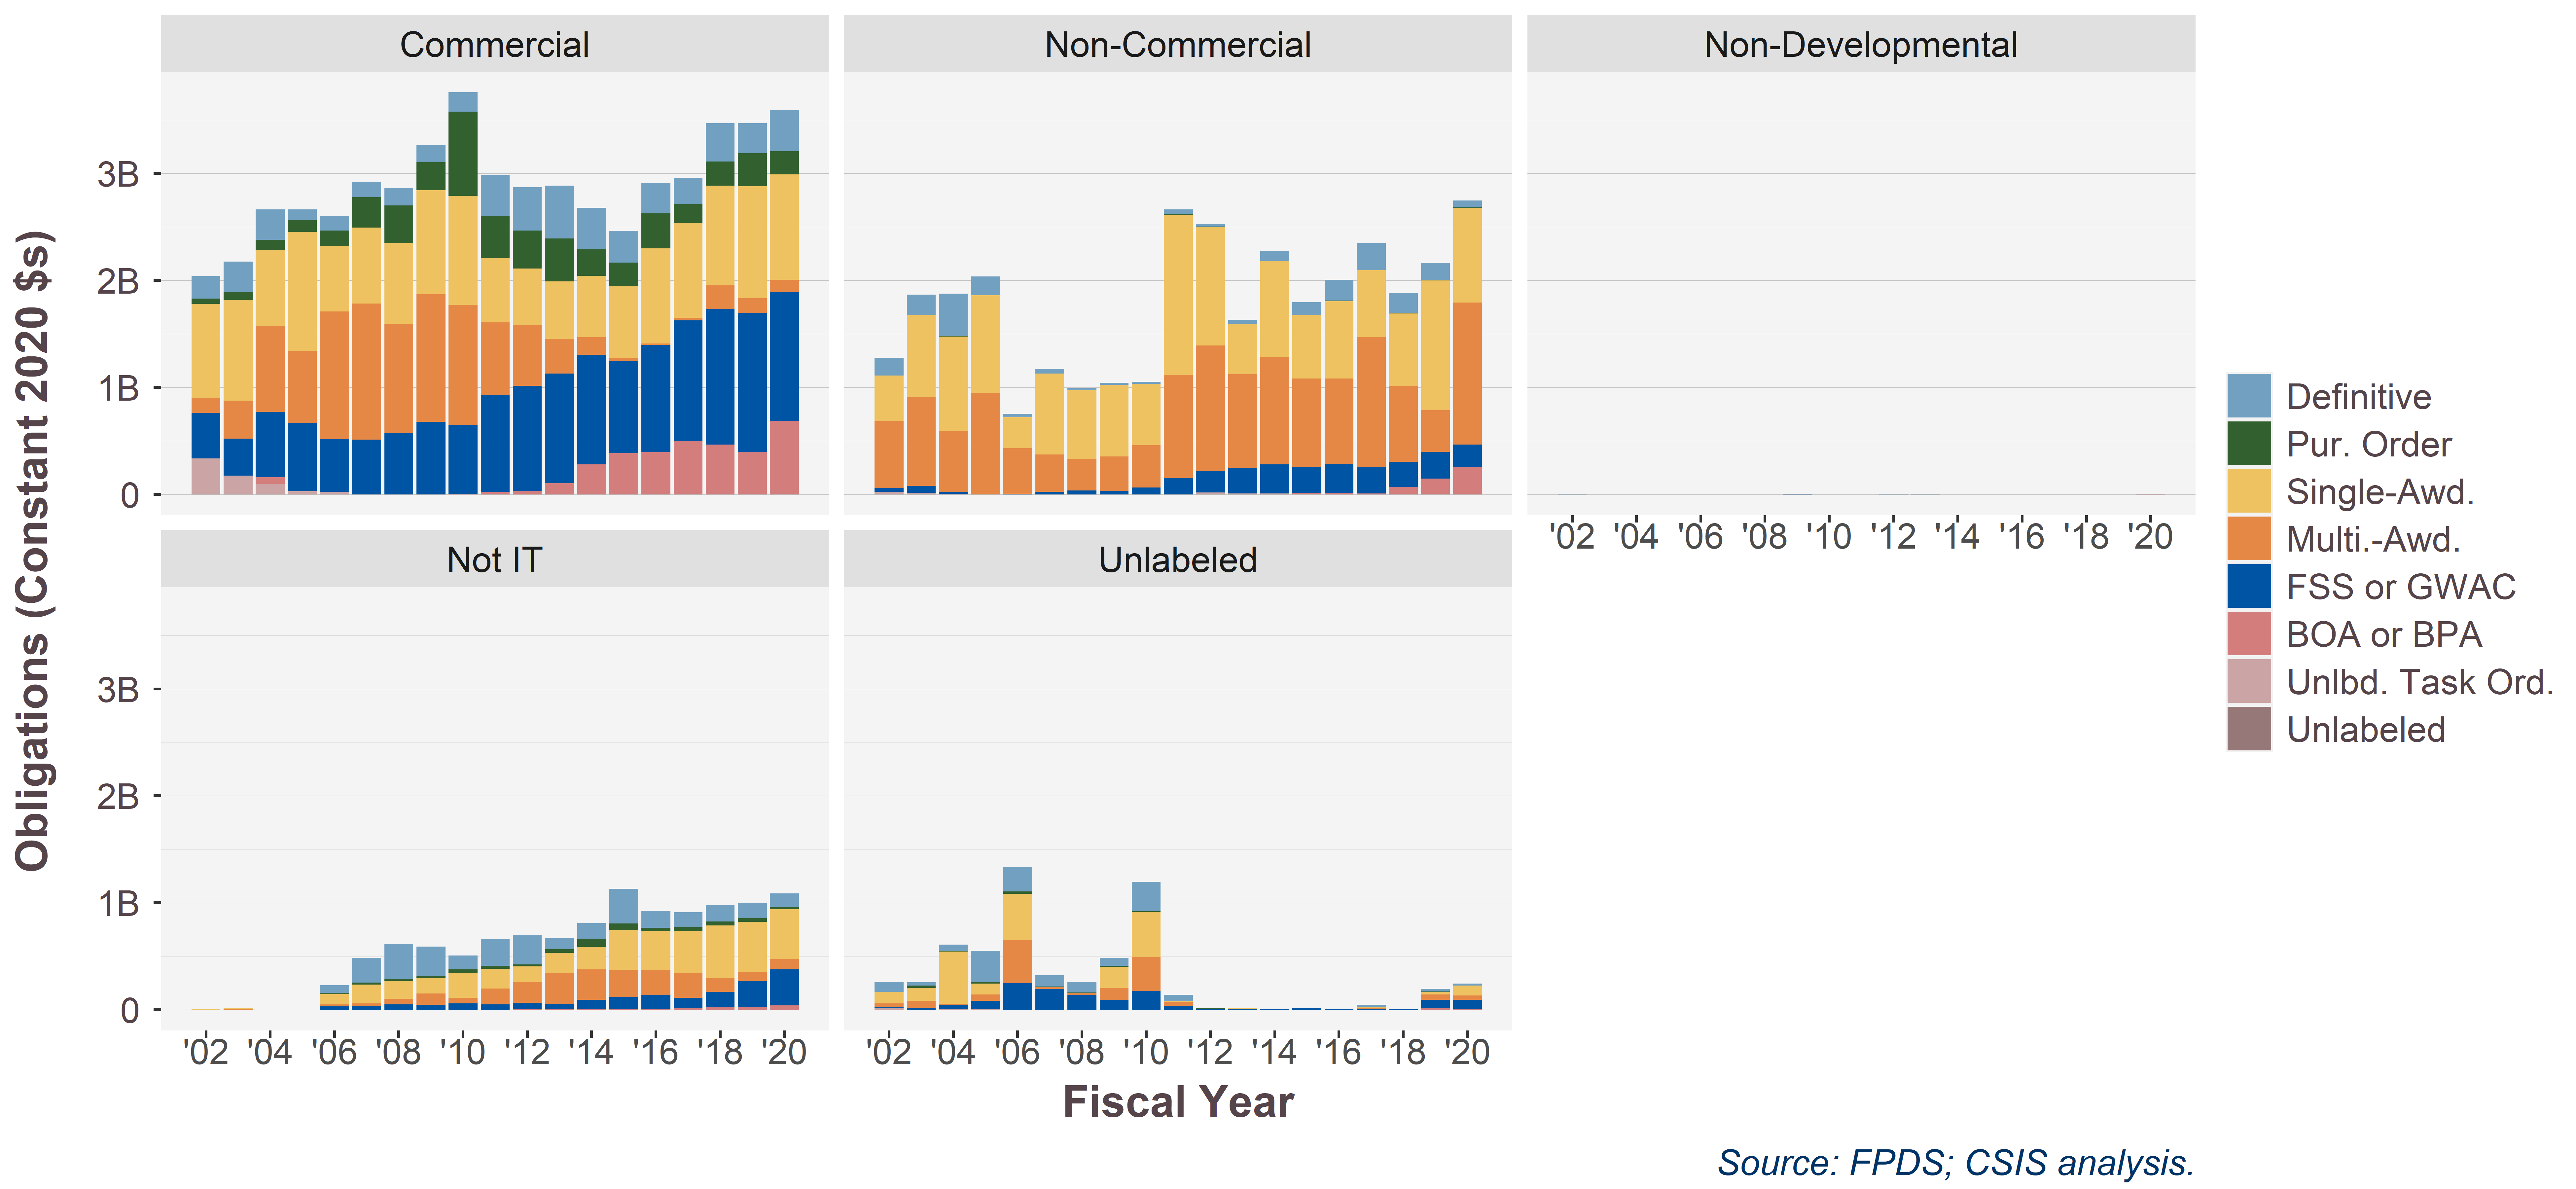 Commercial
Non-Commercial
Non-Developmental
Obligations (Constant 2020 $s)
3B
2B
1B
0
'02 '04 '06 '08 '10 '12 '14 '16 '18 '20
Not IT
Unlabeled
3B
2B
1B
0
'02 '04 '06 '08 '10 '12 '14 '16 '18 '20
'02 '04 '06 '08 '10 '12 '14 '16 '18 '20
Fiscal Year
Definitive
Pur. Order
Single-Awd.
Multi.-Awd.
FSS or GWAC
BOA or BPA
Unlbd. Task Ord.
Unlabeled
Source: FPDS; CSIS analysis.